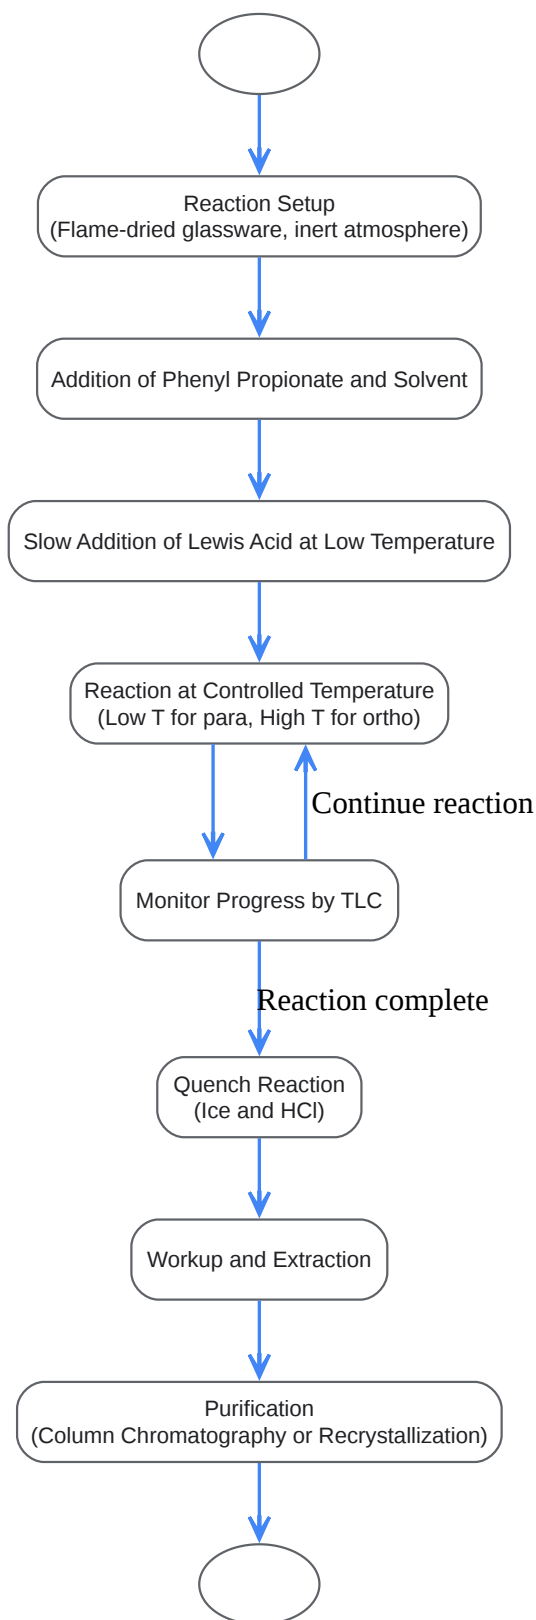 Reaction Setup
(Flame-dried glassware, inert atmosphere)
Addition of Phenyl Propionate and Solvent
Slow Addition of Lewis Acid at Low Temperature
Reaction at Controlled Temperature
(Low T for para, High T for ortho)
Continue reaction
Monitor Progress by TLC
Reaction complete
Quench Reaction
(Ice and HCl)
Workup and Extraction
Purification
(Column Chromatography or Recrystallization)